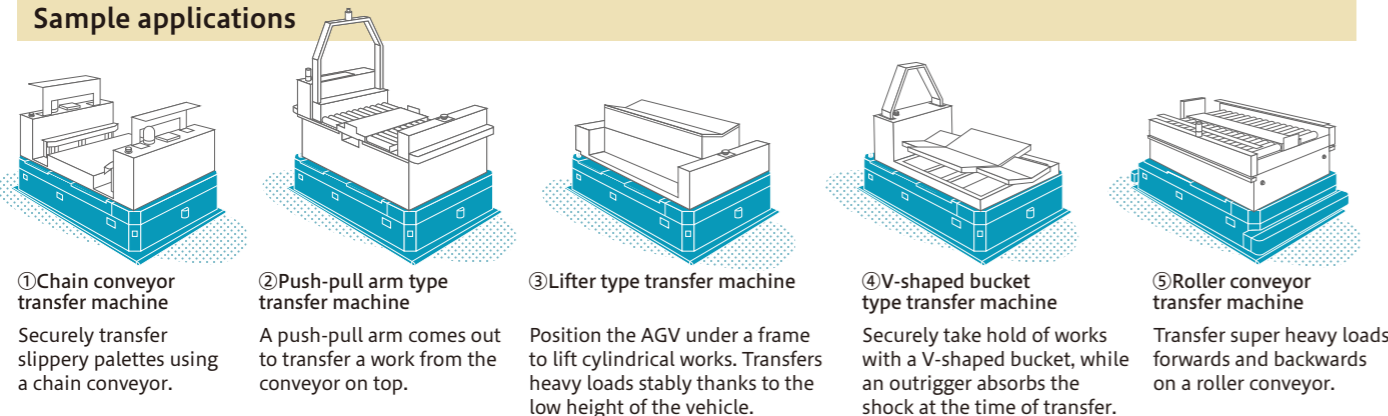 Sample applications
①Chain conveyor
transfer machine
Securely transfer
slippery palettes using
a chain conveyor.
②Push-pull arm type
transfer machine
A push-pull arm comes out
to transfer a work from the
conveyor on top.
③Lifter type transfer machine
Position the AGV under a frame
to lift cylindrical works. Transfers
heavy loads stably thanks to the
low height of the vehicle.
④V-shaped bucket
type transfer machine
Securely take hold of works
with a V-shaped bucket, while
an outrigger absorbs the
shock at the time of transfer.
⑤Roller conveyor
transfer machine
Transfer super heavy loads
forwards and backwards
on a roller conveyor.